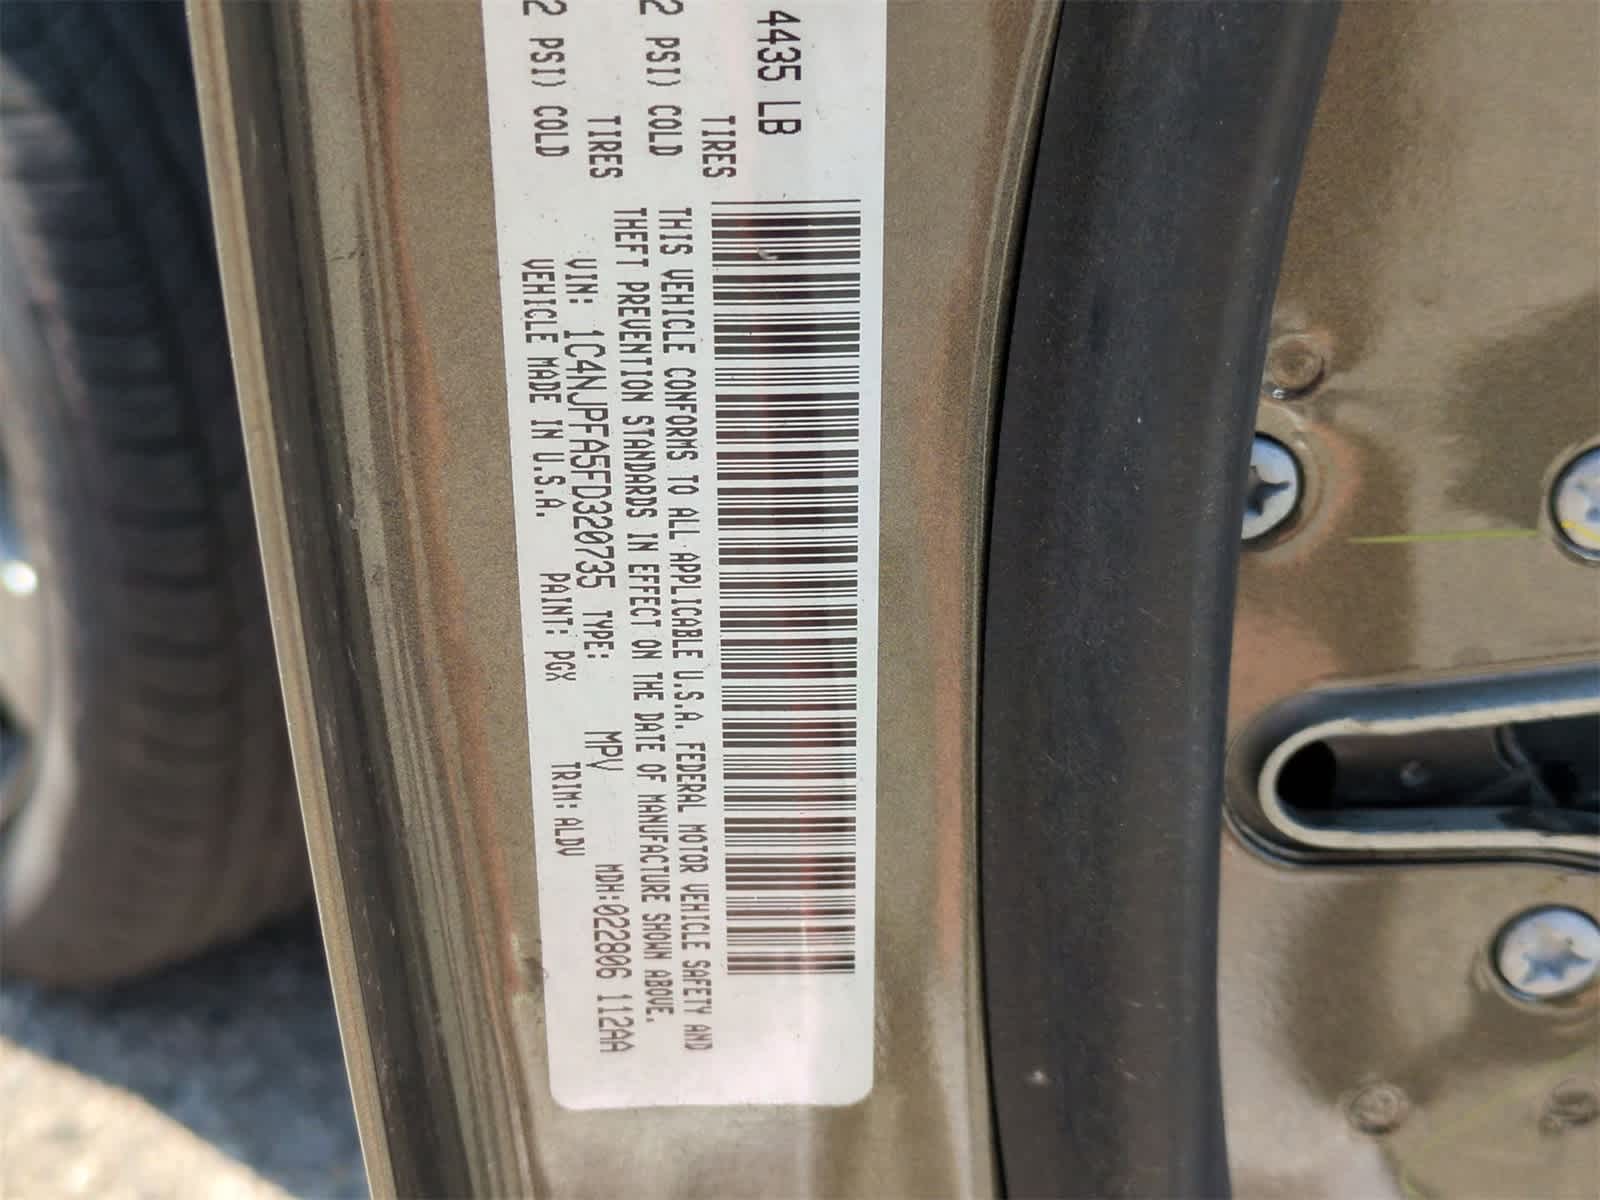 4435 LB
TIRES
2 PSI) COLD
TIRES
2 PSI) COLD
THIS VEHICLE CONFORMS TO ALL APPLICABLE U.S.A. FEDERAL MOTOR VEHICLE SAFETY AND
THEFT PREVENTION STANDARDS IN EFFECT ON THE DATE OF MANUFACTURE SHOWN ABOVE.
VIN: 1C4NJPFA5FD320735 TYPE: MPV MDH:022806 112AA
VEHICLE MADE IN U.S.A. PAINT: PGX TRIM: ALDV